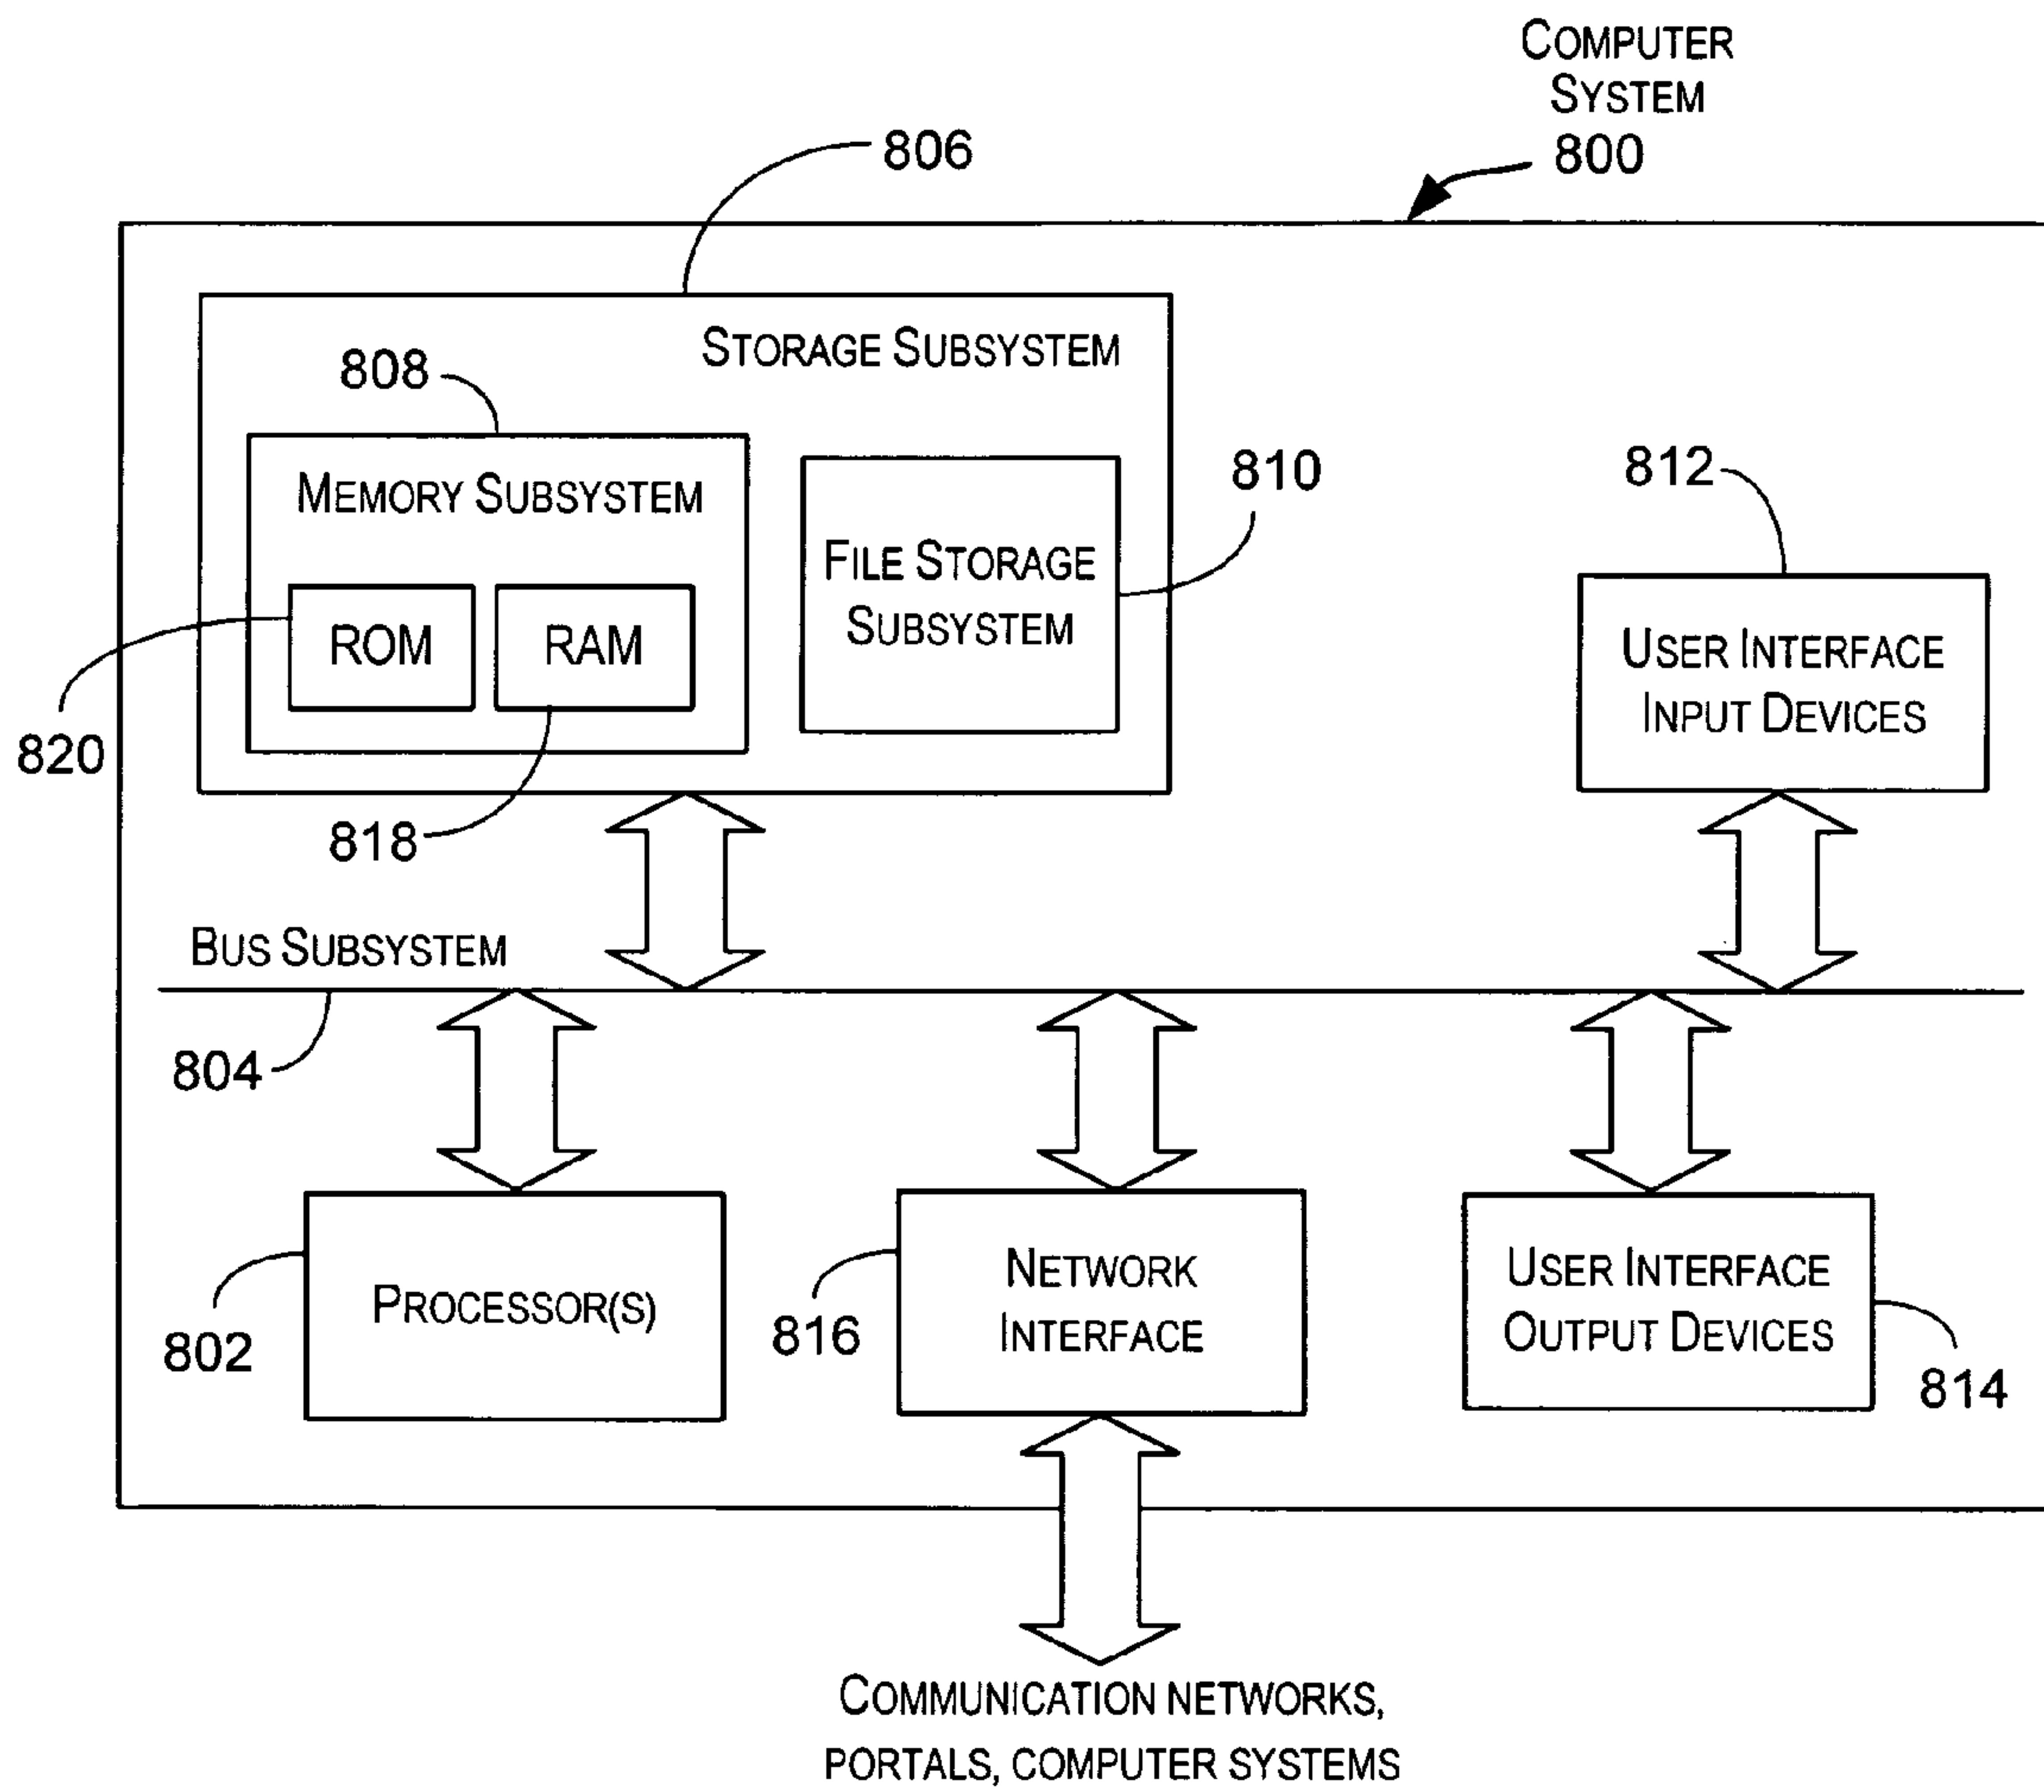 COMPUTER
SYSTEM
800
806
STORAGE SUBSYSTEM
808
MEMORY SUBSYSTEM
810
812
FILE STORAGE
SUBSYSTEM
ROM
RAM
USER INTERFACE
INPUT DEVICES
820
818
BUS SUBSYSTEM
804
PROCESSOR(S)
802
NETWORK
INTERFACE
816
USER INTERFACE
OUTPUT DEVICES
814
COMMUNICATION NETWORKS,
PORTALS, COMPUTER SYSTEMS